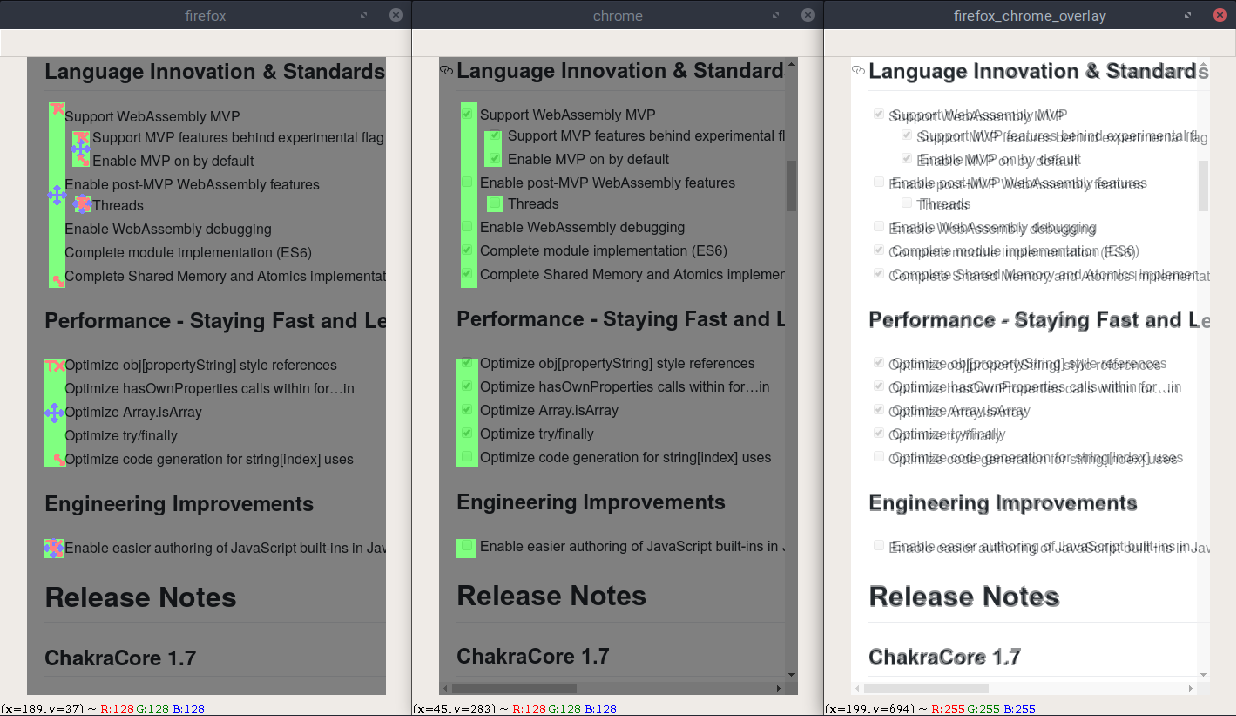 firefox
Language Innovation & Standards
Support WebAssembly MVP
Support MVP features behind experimental flag
Enable MVP on by default
Enable post-MVP WebAssembly features
Threads
Enable WebAssembly debugging
Complete module implementation (ES6)
Complete Shared Memory and Atomics implementat
Performance - Staying Fast and Le
Optimize obj[propertyString] style references
Optimize hasOwnProperties calls within for…in
Optimize Array.isArray
Optimize try/finally
Optimize code generation for string[index] uses
Engineering Improvements
Enable easier authoring of JavaScript built-ins in Jav
Release Notes
ChakraCore 1.7
(x=189, y=37) ~ R:128 G:128 B:128
chrome
Language Innovation & Standard
Support WebAssembly MVP
Support MVP features behind experimental fl
Enable MVP on by default
Enable post-MVP WebAssembly features
Threads
Enable WebAssembly debugging
Complete module implementation (ES6)
Complete Shared Memory and Atomics implemen
Performance - Staying Fast and L
Optimize obj[propertyString] style references
Optimize hasOwnProperties calls within for…in
Optimize Array.isArray
Optimize try/finally
Optimize code generation for string[index] uses
Engineering Improvements
Enable easier authoring of JavaScript built-ins in J
Release Notes
ChakraCore 1.7
(x=45, y=283) ~ R:128 G:128 B:128
firefox_chrome_overlay
Language Innovation & Standards
Support WebAssembly MVP
Support MVP features behind experimental flag
Enable MVP on by default
Enable post-MVP WebAssembly features
Threads
Enable WebAssembly debugging
Complete module implementation (ES6)
Complete Shared Memory and Atomics implementat
Performance - Staying Fast and Le
Optimize obj[propertyString] style references
Optimize hasOwnProperties calls within for…in
Optimize Array.isArray
Optimize try/finally
Optimize code generation for string[index] uses
Engineering Improvements
Enable easier authoring of JavaScript built-ins in Jav
Release Notes
ChakraCore 1.7
(x=199, y=694) ~ R:255 G:255 B:255